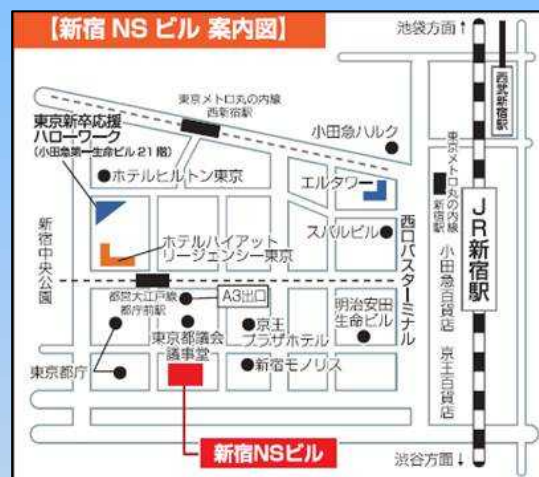 【新宿 NS ビル 案内図】
池袋方面↑
西武新宿駅
東京メトロ丸の内線
西新宿駅
小田急ハルク
東京新卒応援
ハローワーク
(小田急第一生命ビル 21 階)
ホテルヒルトン東京
エルタワー
東京メトロ丸の内線
新宿駅
JR新宿駅
スバルビル
西口バスターミナル
小田急百貨店
京王百貨店
新宿中央公園
ホテルハイアット
リージェンシー東京
都営大江戸線
都庁前駅
A3出口
明治安田
生命ビル
東京都議会
議事堂
京王
プラザホテル
東京都庁
新宿モノリス
新宿NSビル
渋谷方面↓